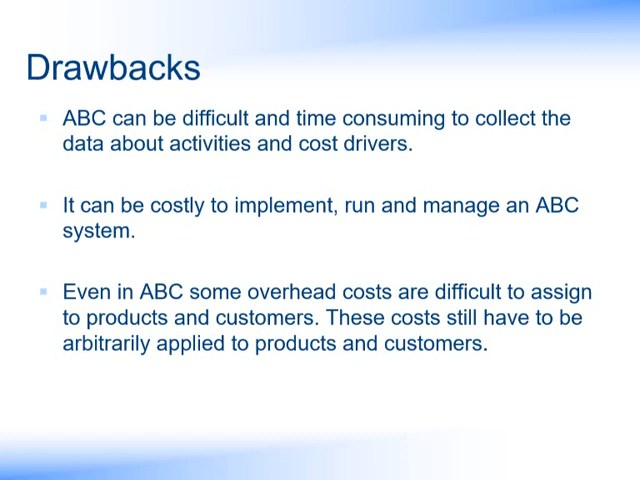 Drawbacks
ABC can be difficult and time consuming to collect the
data about activities and cost drivers.
It can be costly to implement, run and manage an ABC
system.
Even in ABC some overhead costs are difficult to assign
to products and customers. These costs still have to be
arbitrarily applied to products and customers.